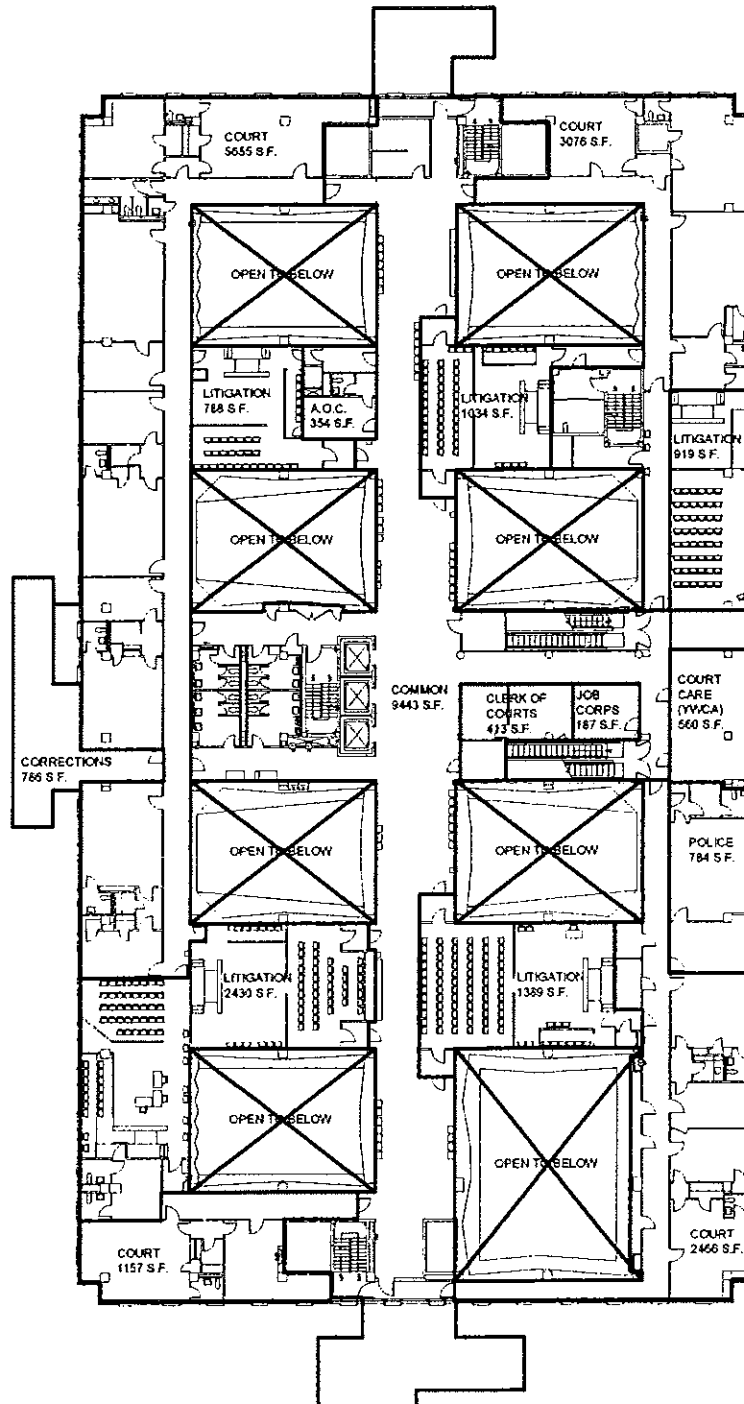 COURT
5655 S.F.
COURT
3076 S.F.
OPEN TO BELOW
OPEN TO BELOW
LITIGATION
788 S.F.
A.O.C.
354 S.F.
LITIGATION
1034 S.F.
LITIGATION
919 S.F.
OPEN TO BELOW
OPEN TO BELOW
COMMON
9443 S.F.
CLERK OF
COURTS
413 S.F.
JOB
CORPS
187 S.F.
COURT
CARE
(YWCA)
560 S.F.
CORRECTIONS
786 S.F.
OPEN TO BELOW
OPEN TO BELOW
POLICE
784 S.F.
LITIGATION
2430 S.F.
LITIGATION
1389 S.F.
OPEN TO BELOW
OPEN TO BELOW
COURT
1157 S.F.
COURT
2466 S.F.